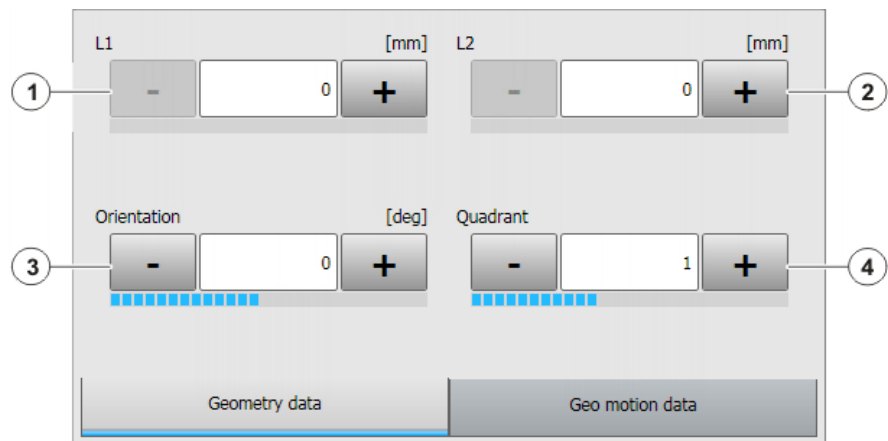 L1 [mm] L2 [mm]
1 - 0 + - 0 + 2
Orientation [deg] Quadrant
3 - 0 + - 1 + 4
Geometry data Geo motion data